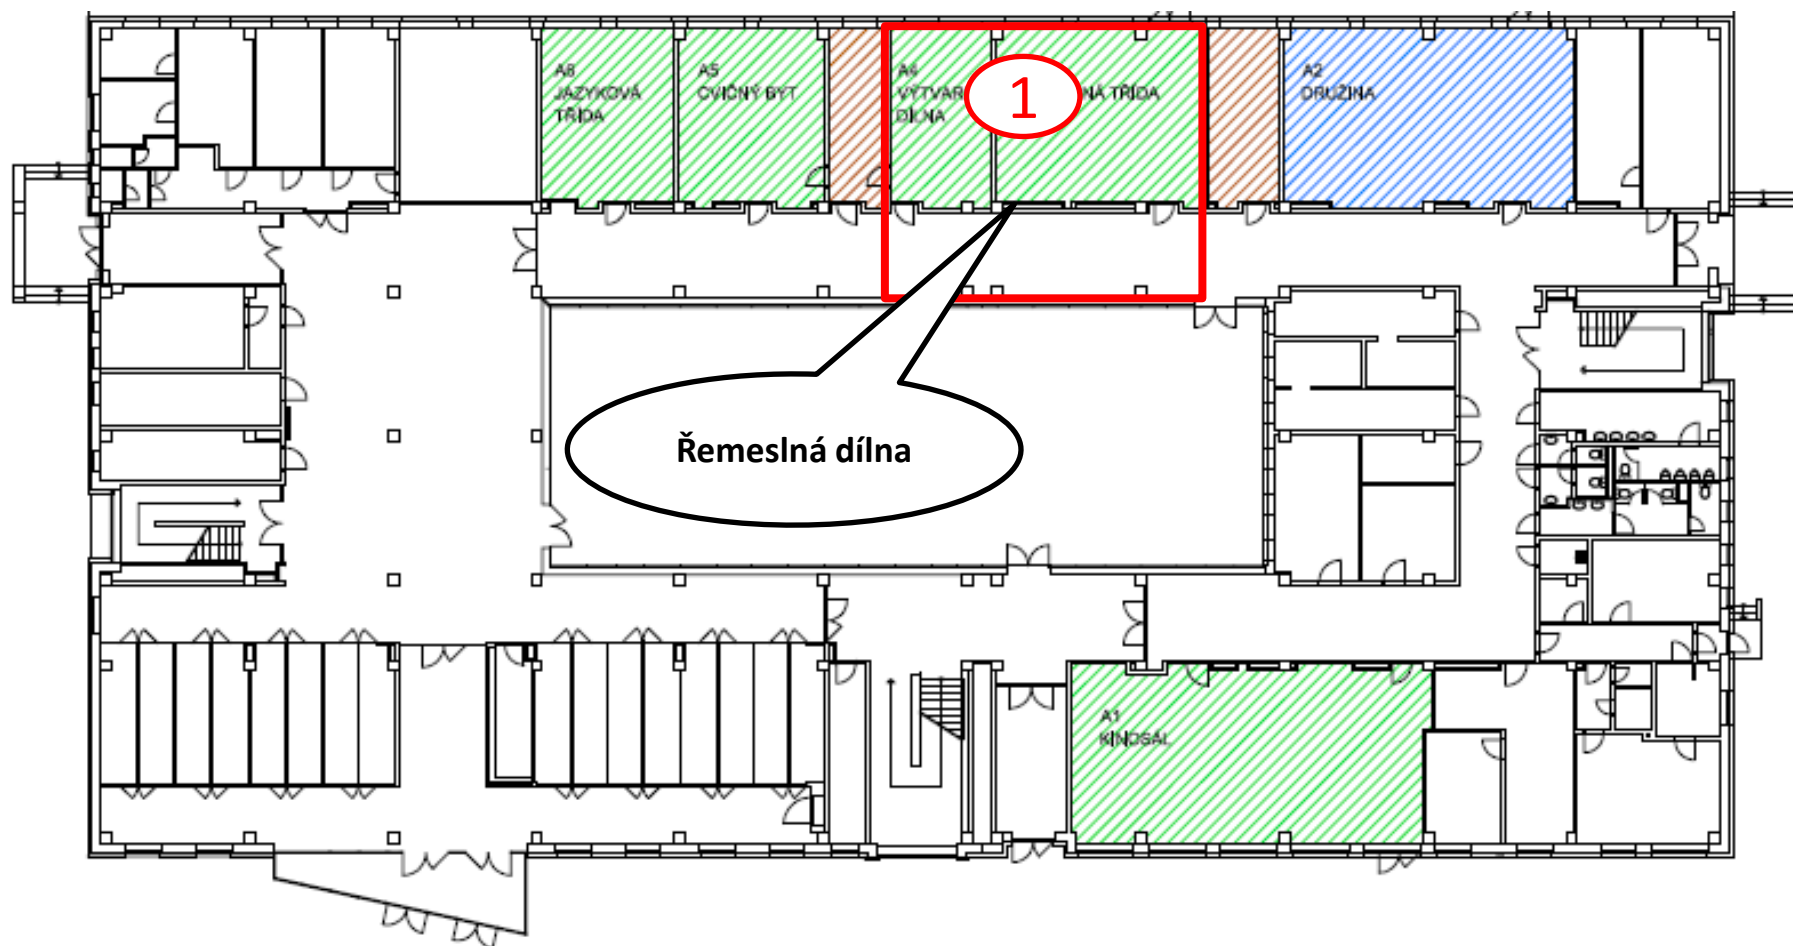 A6
JAZYKOVÁ
TŘÍDA
A5
CVIČNÝ BYT
A4
VÝTVAR
DÍLNA
1
NÁ TŘÍDA
A2
DRUŽINA
Řemeslná dílna
A1
KINOSÁL